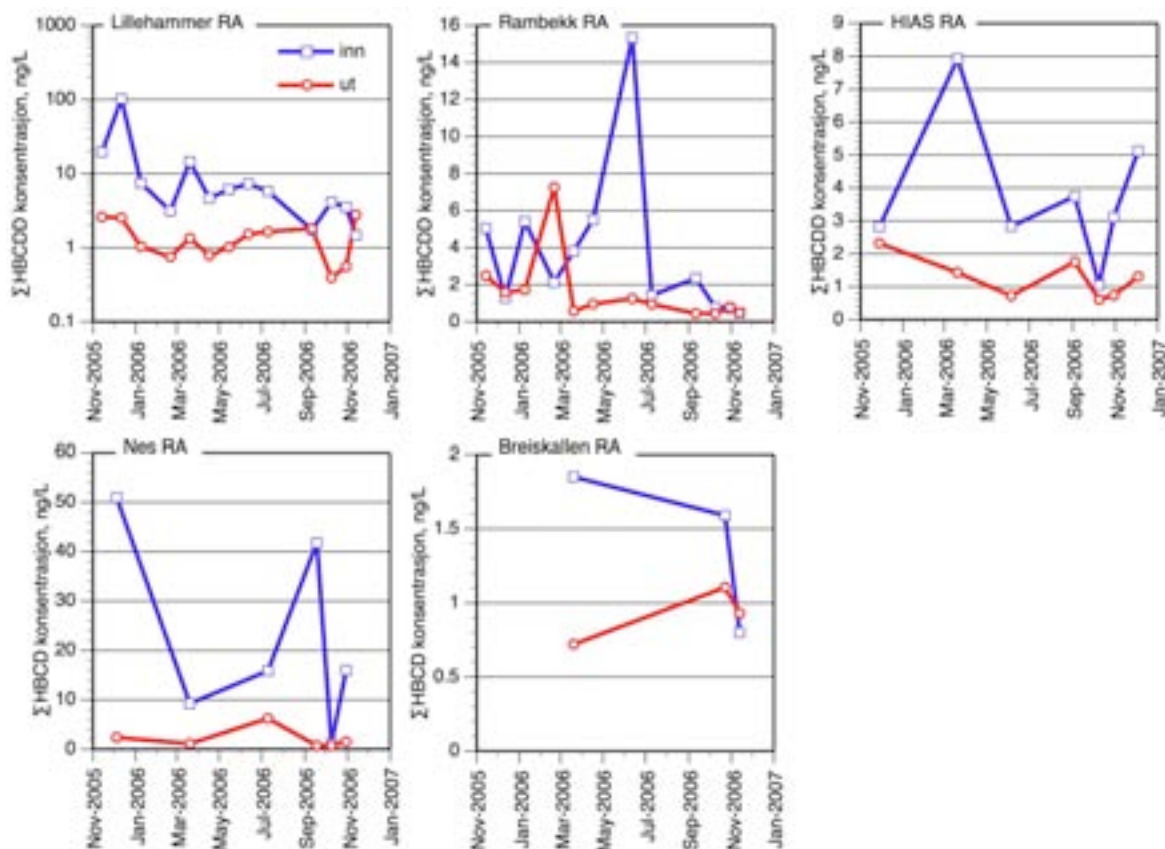 Lillehammer RA
∑HBCDD konsentrasjon, ng/L
1000
100
10
1
0.1
inn
ut
Nov-2005
Jan-2006
Mar-2006
May-2006
Jul-2006
Sep-2006
Nov-2006
Jan-2007
Rambekk RA
∑HBCDD konsentrasjon, ng/L
16
14
12
10
8
6
4
2
0
Nov-2005
Jan-2006
Mar-2006
May-2006
Jul-2006
Sep-2006
Nov-2006
Jan-2007
HIAS RA
∑HBCDD konsentrasjon, ng/L
9
8
7
6
5
4
3
2
1
0
Nov-2005
Jan-2006
Mar-2006
May-2006
Jul-2006
Sep-2006
Nov-2006
Jan-2007
Nes RA
∑HBCD konsentrasjon, ng/L
60
50
40
30
20
10
0
Nov-2005
Jan-2006
Mar-2006
May-2006
Jul-2006
Sep-2006
Nov-2006
Jan-2007
Breiskallen RA
∑HBCD konsentrasjon, ng/L
2
1.5
1
0.5
0
Nov-2005
Jan-2006
Mar-2006
May-2006
Jul-2006
Sep-2006
Nov-2006
Jan-2007